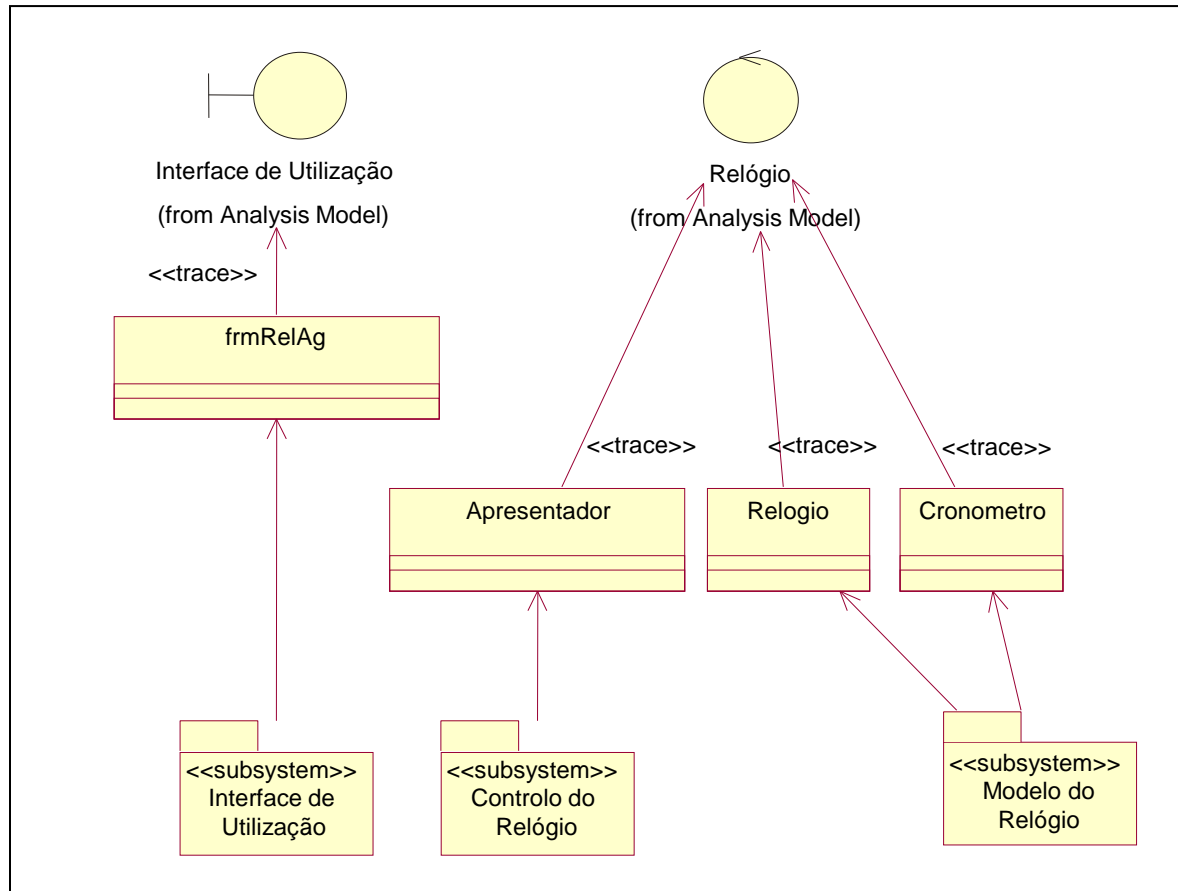 Interface de Utilização
(from Analysis Model)
Relógio
(from Analysis Model)
<<trace>>
frmRelAg
<<trace>>
<<trace>>
<<trace>>
Apresentador
Relogio
Cronometro
<<subsystem>>
Interface de
Utilização
<<subsystem>>
Controlo do
Relógio
<<subsystem>>
Modelo do
Relógio